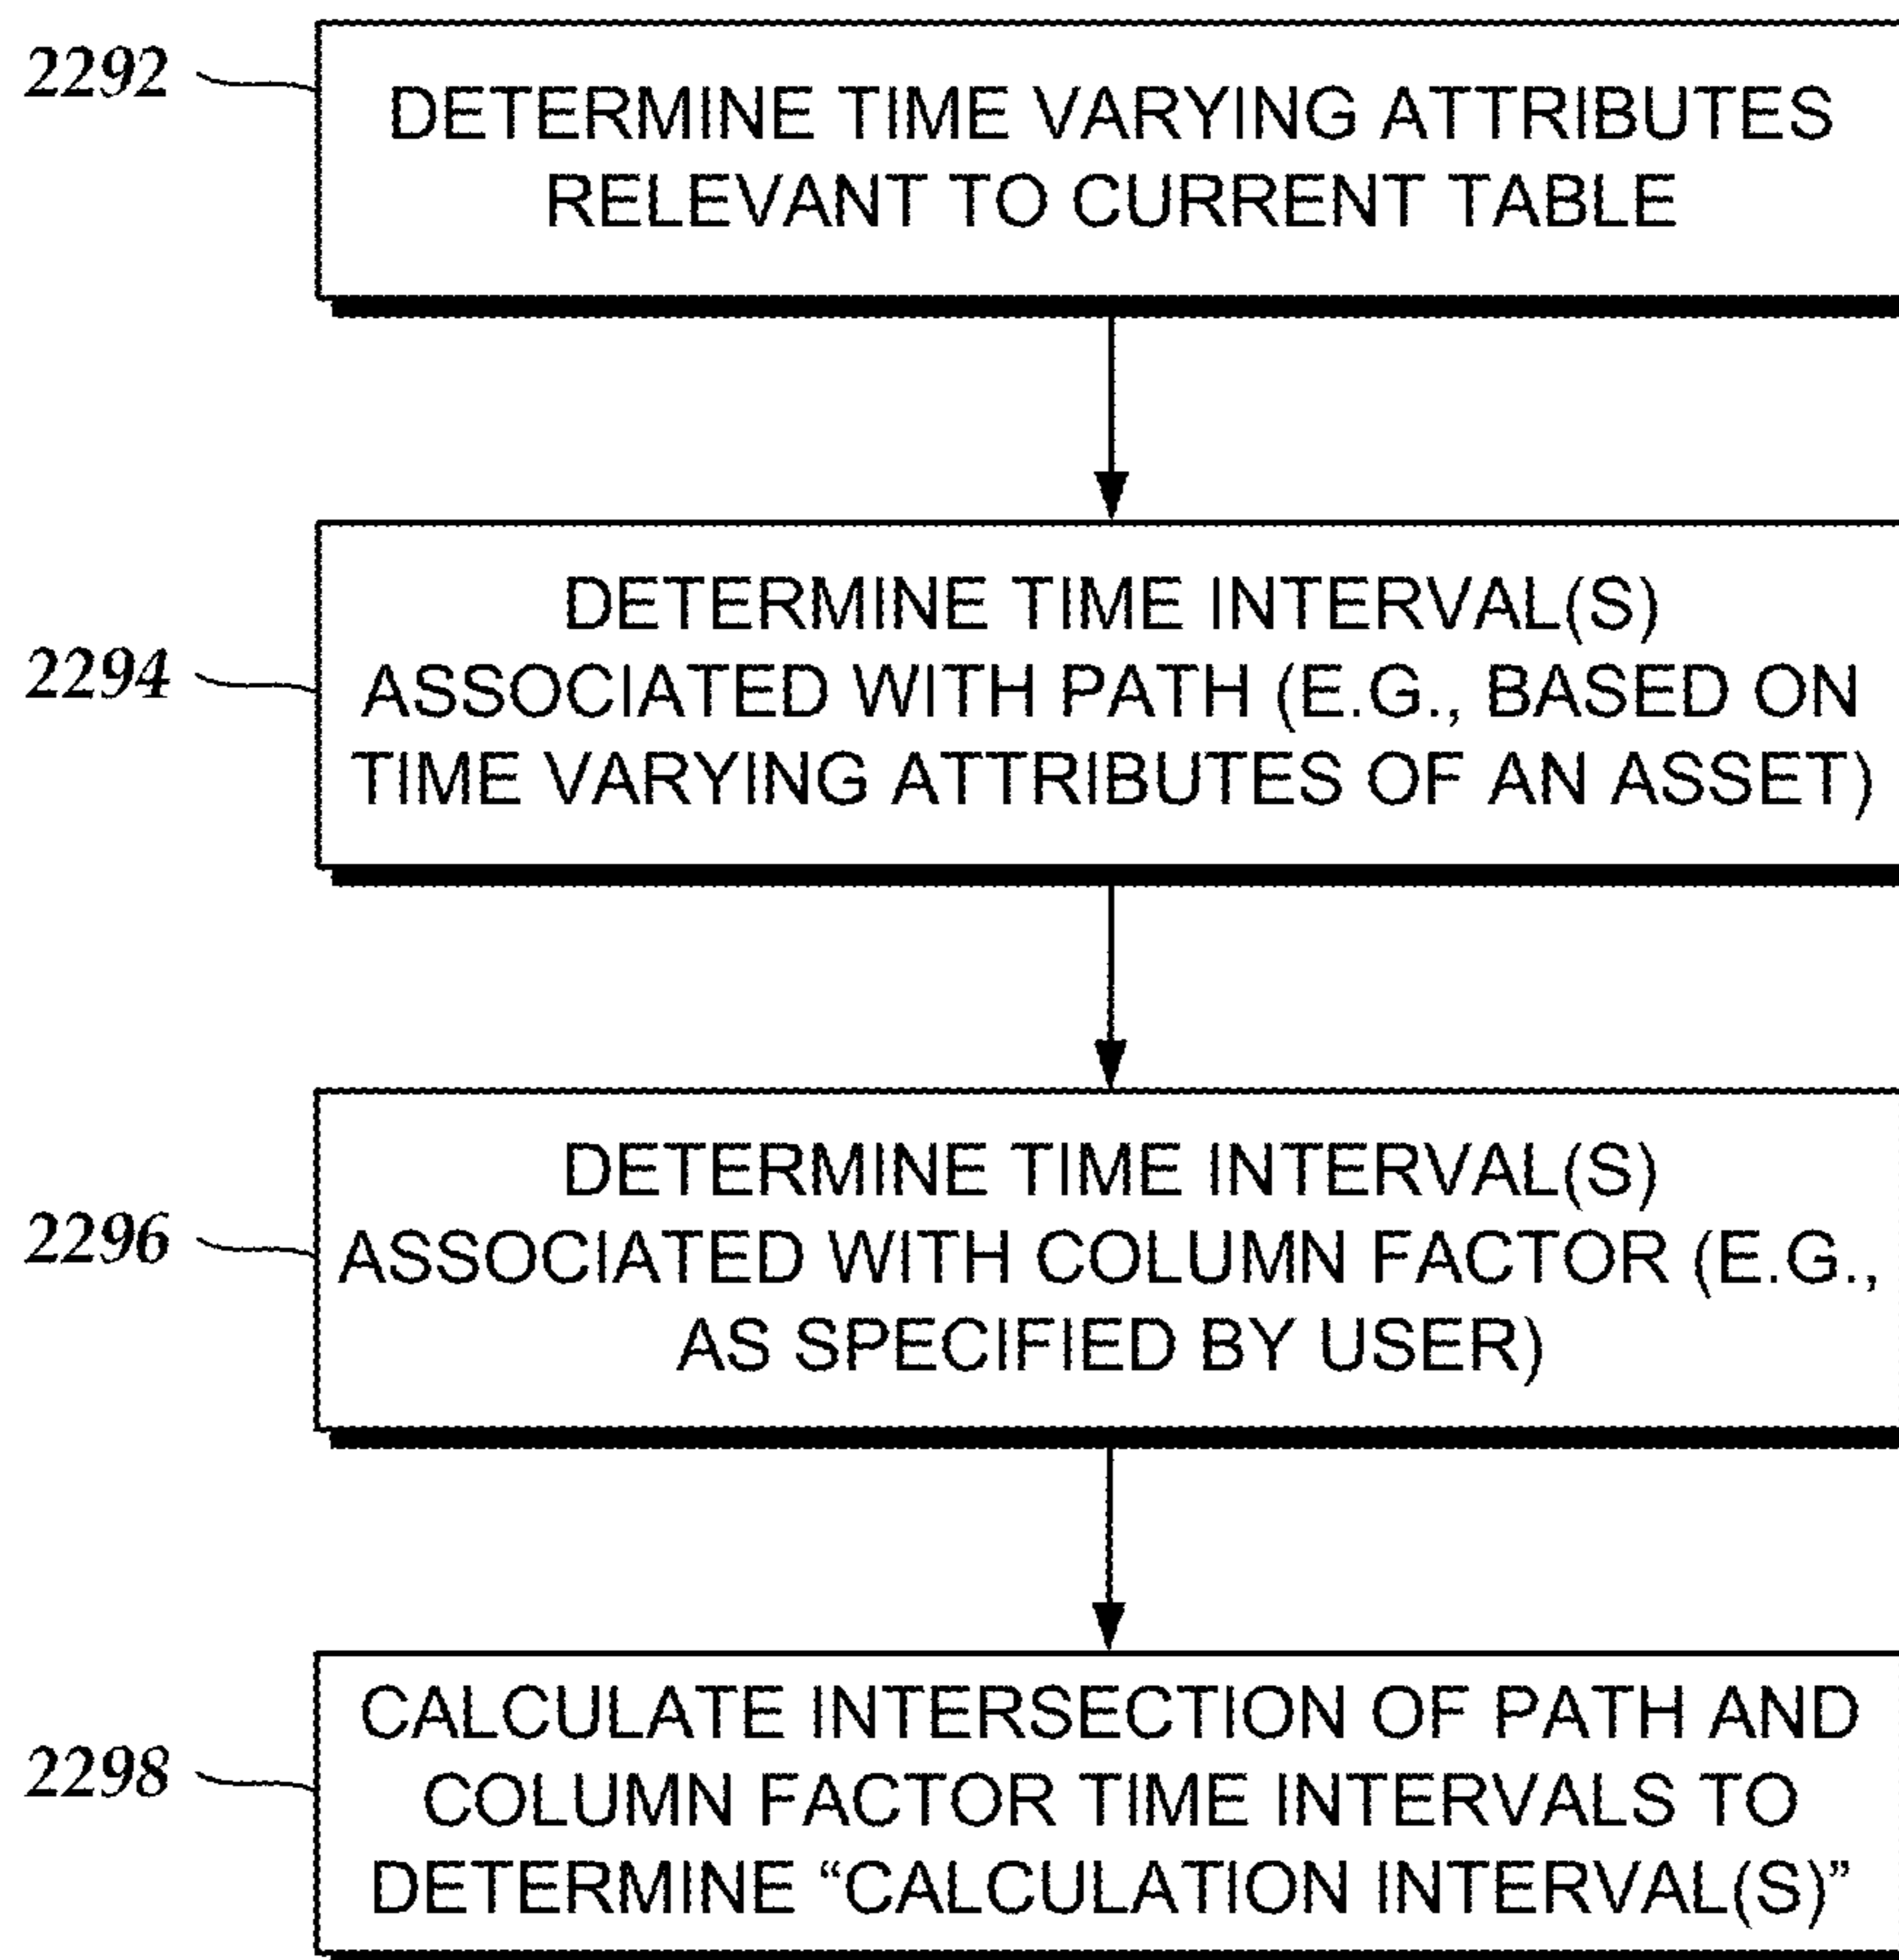 2292
DETERMINE TIME VARYING ATTRIBUTES
RELEVANT TO CURRENT TABLE
2294
DETERMINE TIME INTERVAL(S)
ASSOCIATED WITH PATH (E.G., BASED ON
TIME VARYING ATTRIBUTES OF AN ASSET)
2296
DETERMINE TIME INTERVAL(S)
ASSOCIATED WITH COLUMN FACTOR (E.G.,
AS SPECIFIED BY USER)
2298
CALCULATE INTERSECTION OF PATH AND
COLUMN FACTOR TIME INTERVALS TO
DETERMINE “CALCULATION INTERVAL(S)”